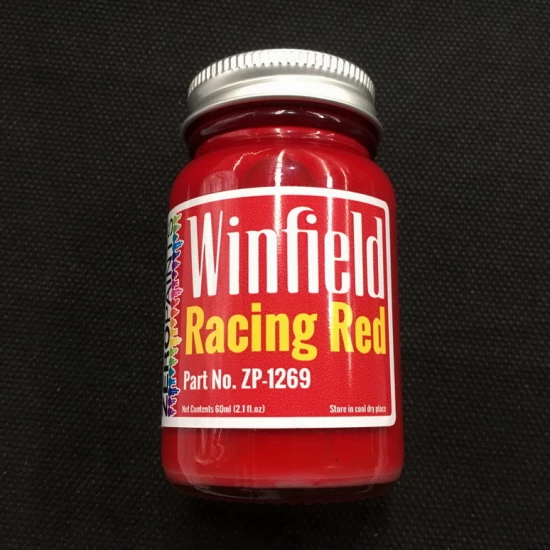 ZEROPAINTS
Winfield
Racing Red
Part No. ZP-1269
Net Contents 60ml (2.1 fl.oz)
Store in cool dry place